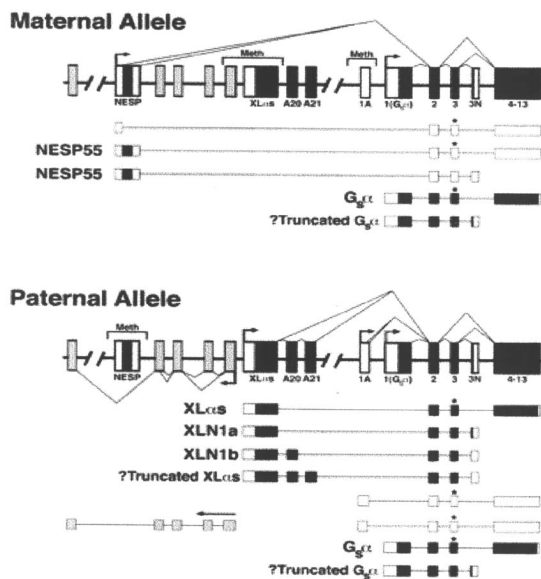 Maternal Allele
Meth
Meth
NESP
XLαs
A20
A21
1A
1(Gsα)
2
3
3N
4-13
*
NESP55
*
NESP55
*
Gsα
*
?Truncated Gsα
Paternal Allele
Meth
NESP
XLαs
A20
A21
1A
1(Gsα)
2
3
3N
4-13
*
XLαs
XLN1a
XLN1b
?Truncated XLαs
*
*
*
Gsα
?Truncated Gsα